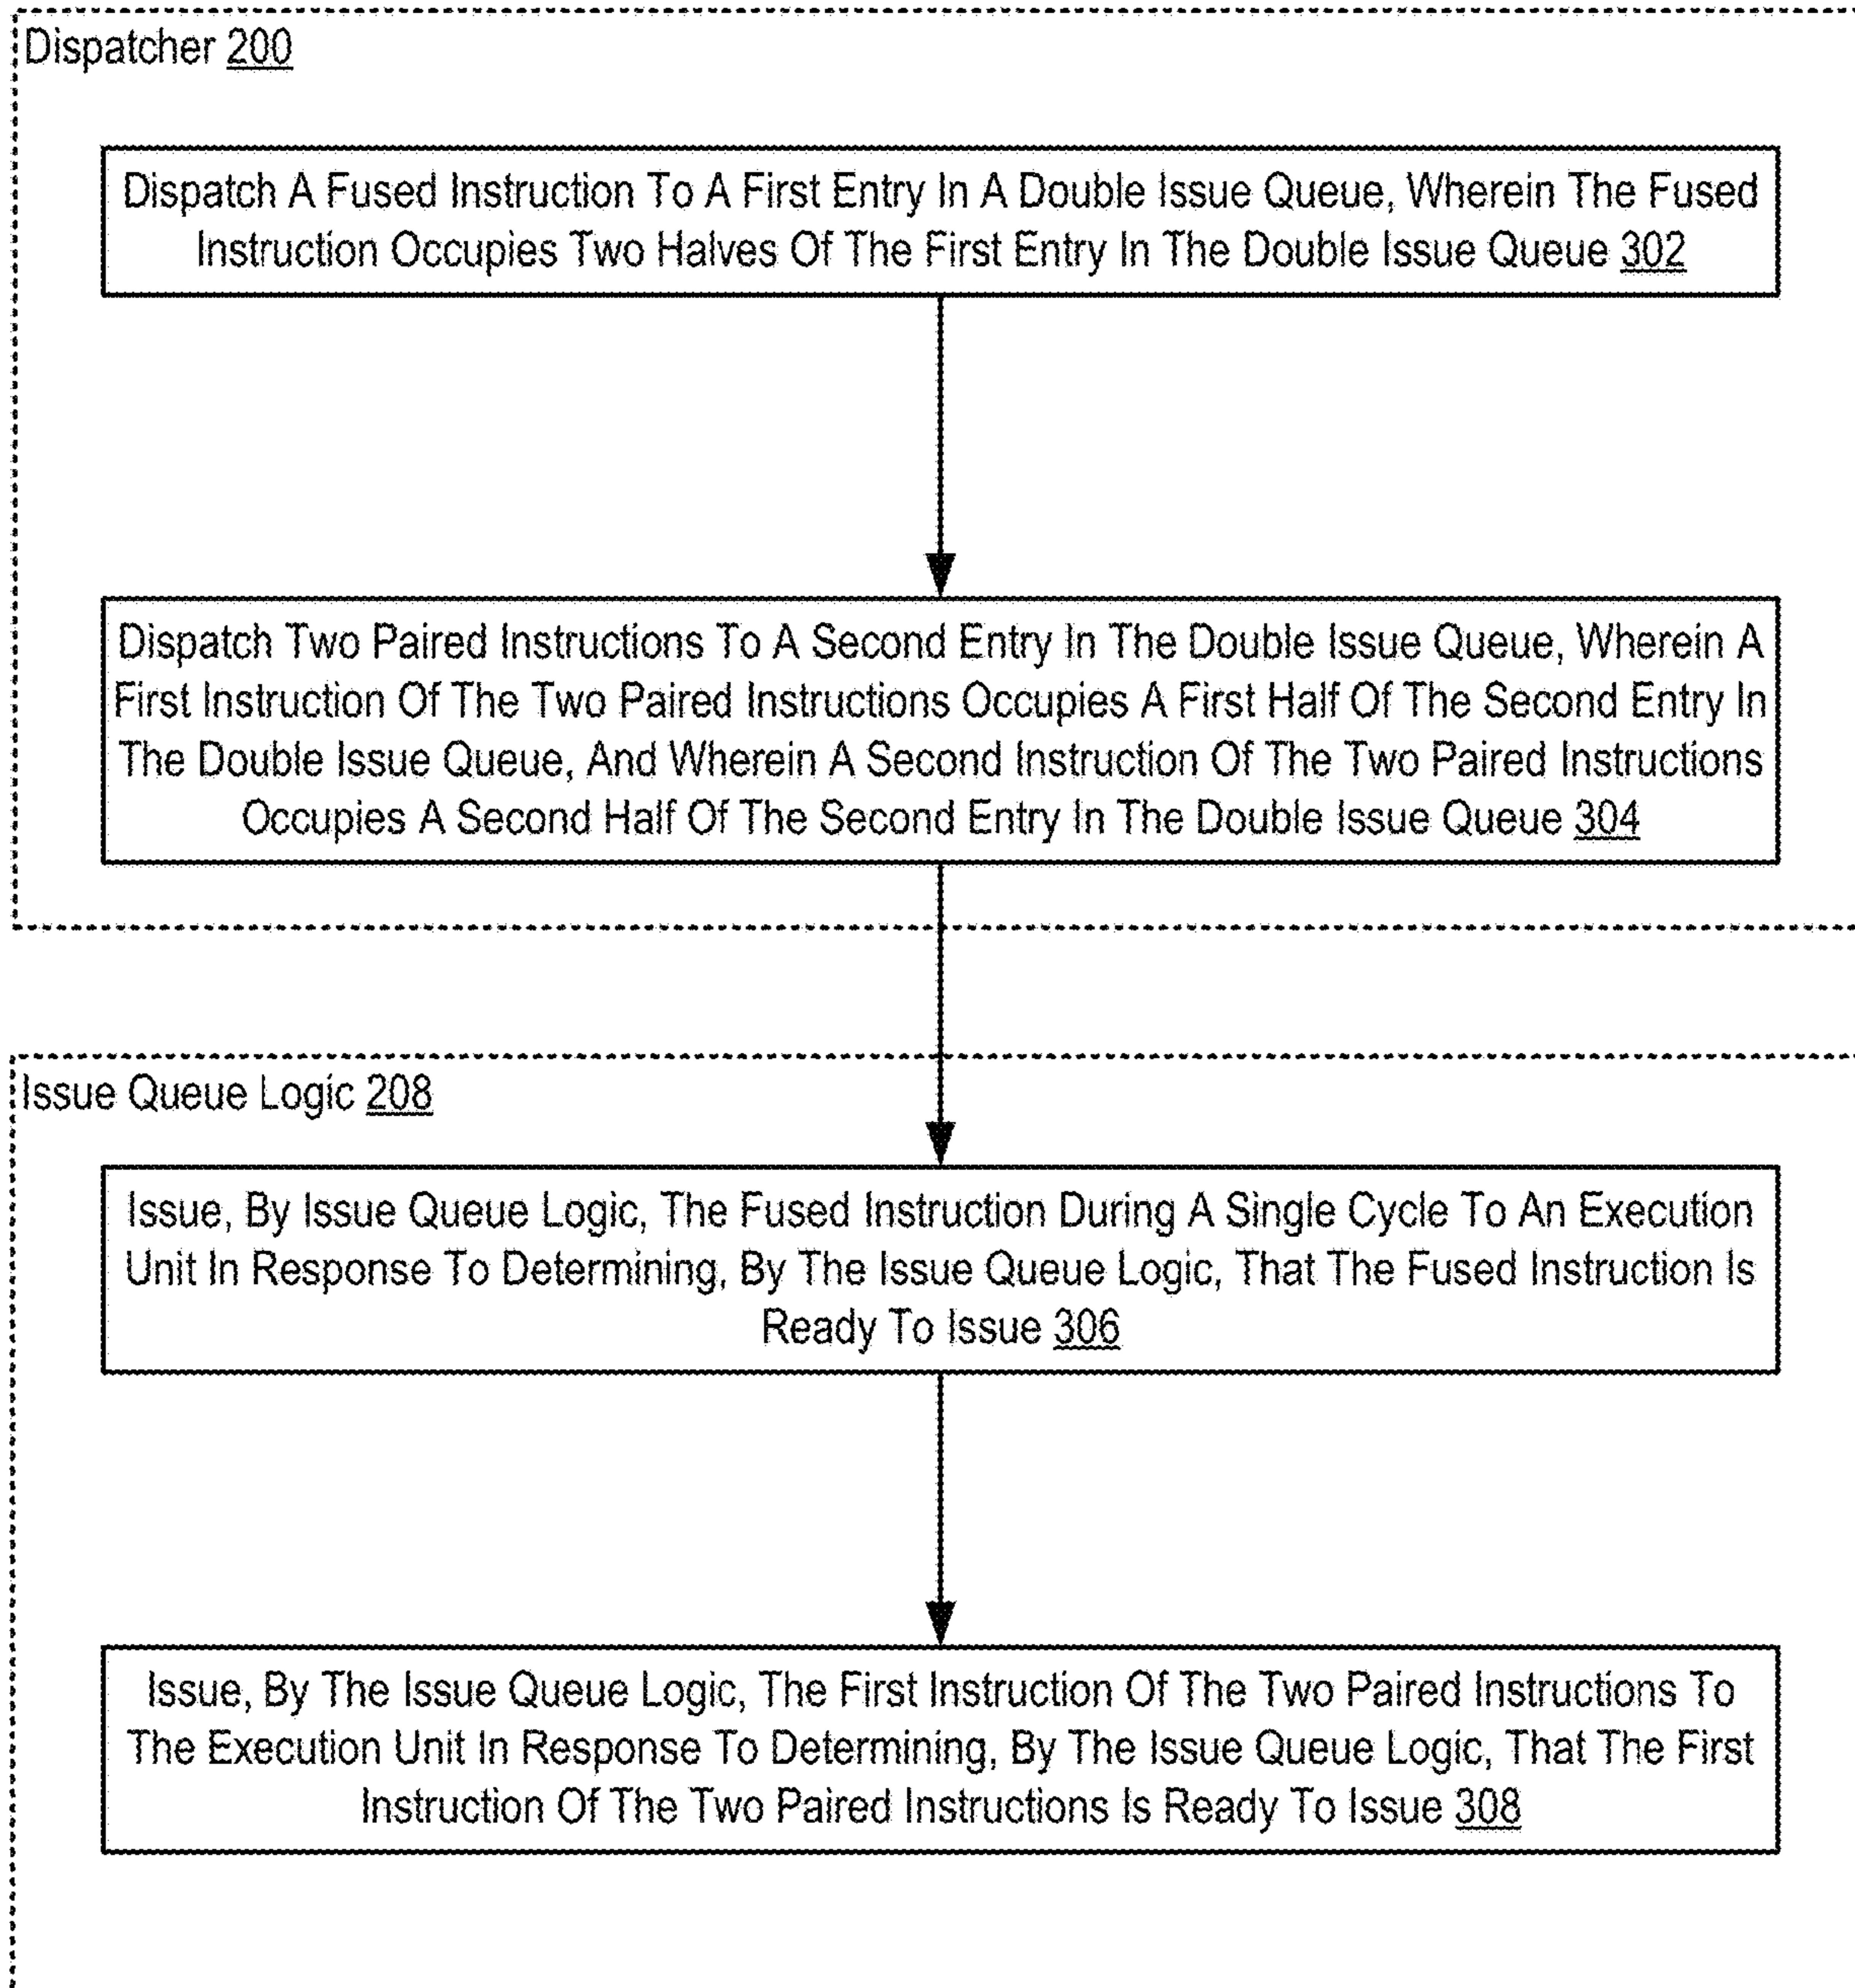 Dispatcher 200
Dispatch A Fused Instruction To A First Entry In A Double Issue Queue, Wherein The Fused
Instruction Occupies Two Halves Of The First Entry In The Double Issue Queue 302
Dispatch Two Paired Instructions To A Second Entry In The Double Issue Queue, Wherein A
First Instruction Of The Two Paired Instructions Occupies A First Half Of The Second Entry In
The Double Issue Queue, And Wherein A Second Instruction Of The Two Paired Instructions
Occupies A Second Half Of The Second Entry In The Double Issue Queue 304
Issue Queue Logic 208
Issue, By Issue Queue Logic, The Fused Instruction During A Single Cycle To An Execution
Unit In Response To Determining, By The Issue Queue Logic, That The Fused Instruction Is
Ready To Issue 306
Issue, By The Issue Queue Logic, The First Instruction Of The Two Paired Instructions To
The Execution Unit In Response To Determining, By The Issue Queue Logic, That The First
Instruction Of The Two Paired Instructions Is Ready To Issue 308